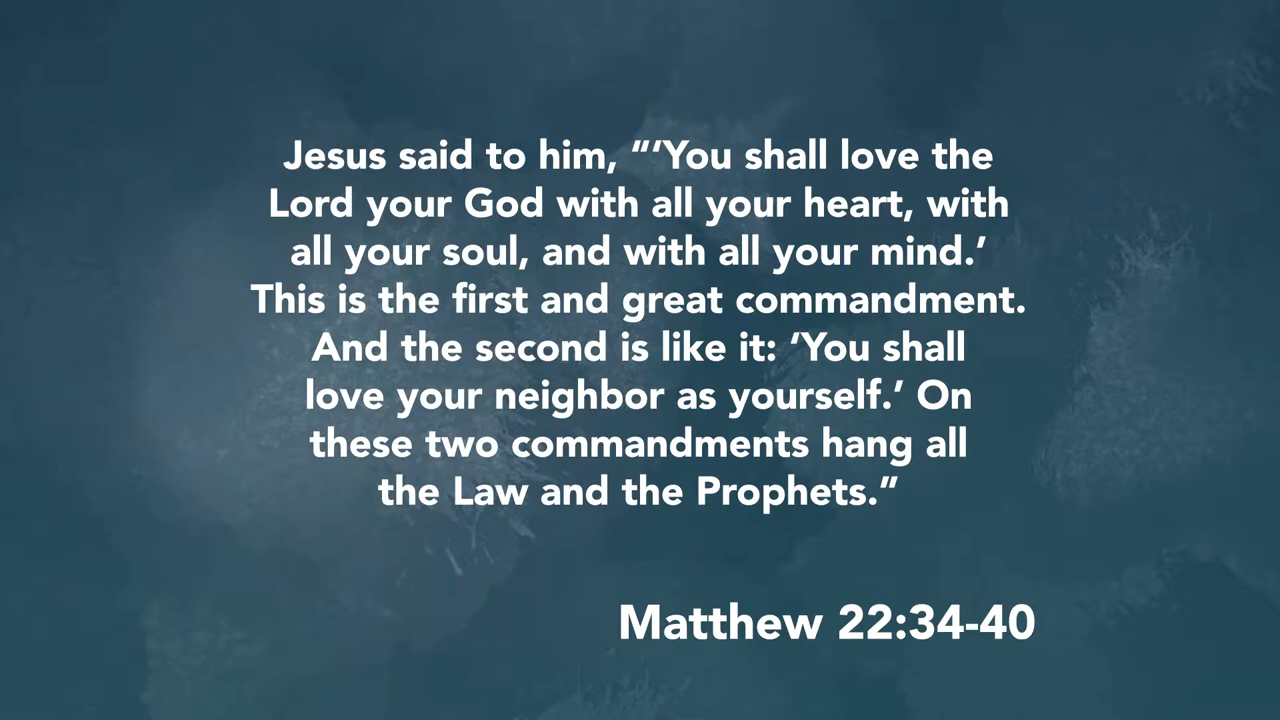 Jesus said to him, “‘You shall love the
Lord your God with all your heart, with
all your soul, and with all your mind.’
This is the first and great commandment.
And the second is like it: ‘You shall
love your neighbor as yourself.’ On
these two commandments hang all
the Law and the Prophets.”
Matthew 22:34-40